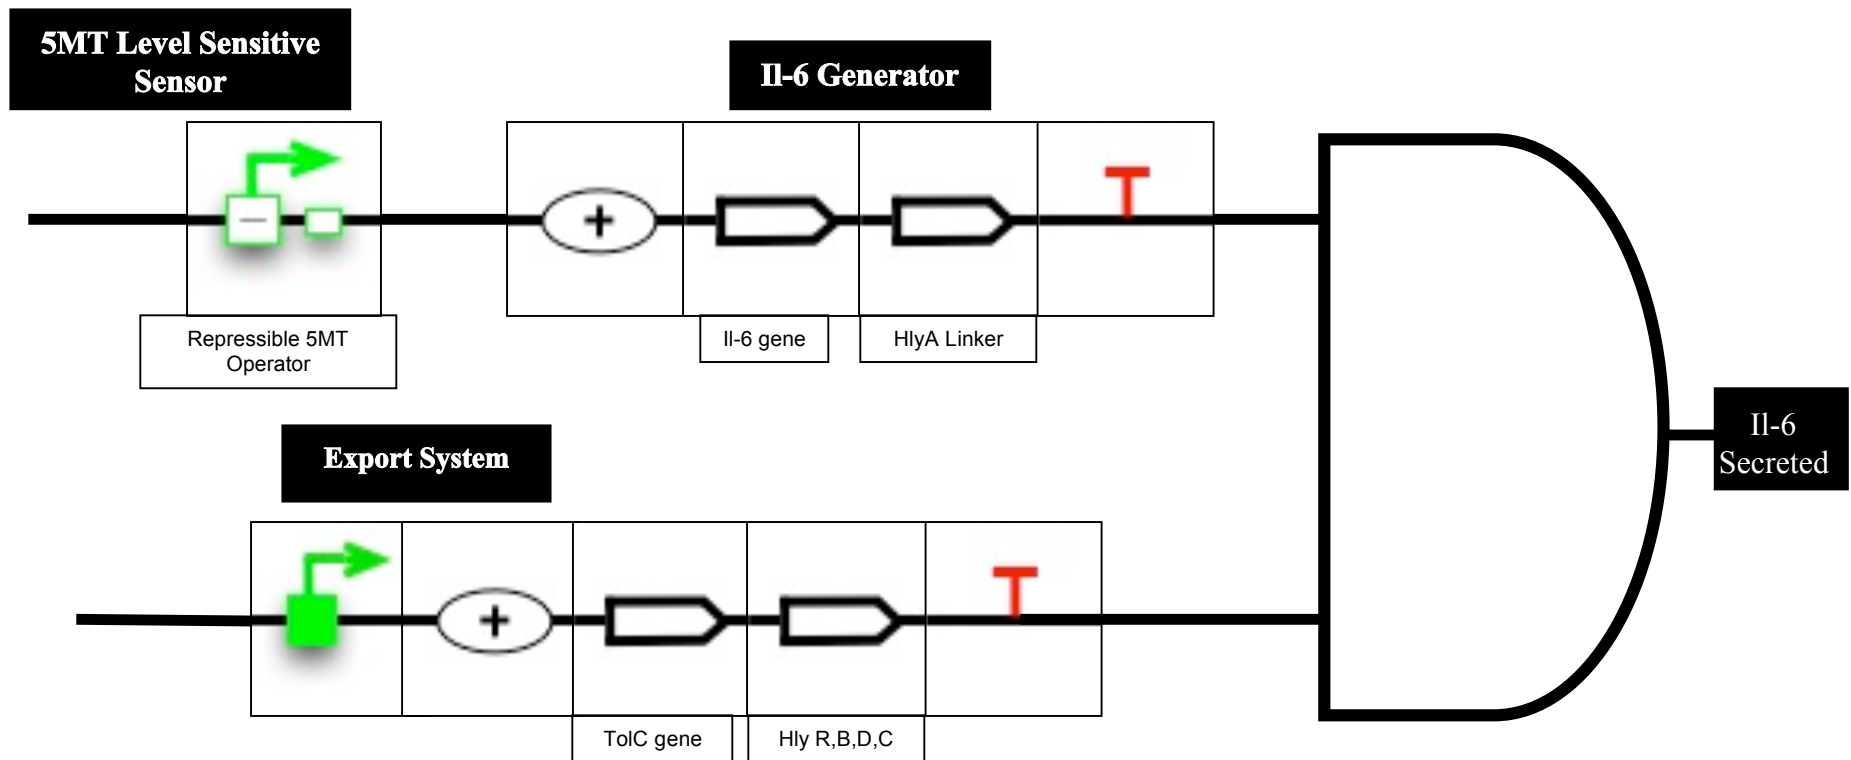 5MT Level Sensitive
Sensor
Il-6 Generator
Repressible 5MT
Operator
Il-6 gene
HlyA Linker
Export System
Il-6
Secreted
TolC gene
Hly R,B,D,C